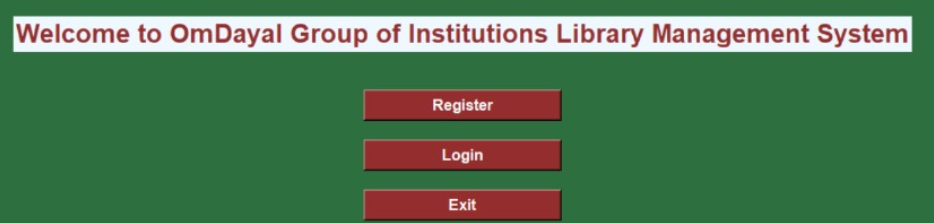 Welcome to OmDayal Group of Institutions Library Management System
Register
Login
Exit